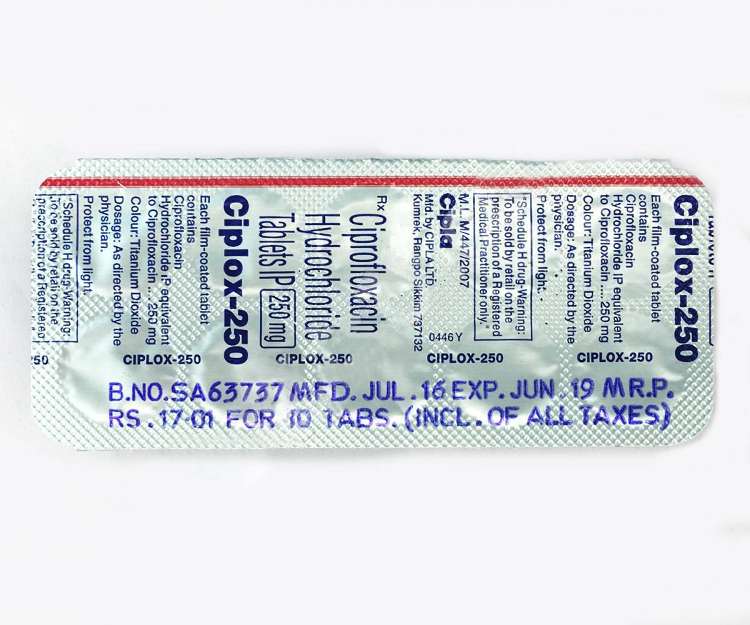 Ciplox-250
Each film-coated tablet
contains
Ciprofloxacin
Hydrochloride IP equivalent
to Ciprofloxacin ... 250 mg
Colour: Titanium Dioxide
Dosage: As directed by the
physician.
Protect from light.
"Schedule H drug-Warning:
To be sold by retail on the
prescription of a Registered
Medical Practitioner only."
M.L. M/447/2007
Cipla
Mfd. by CIPLA LTD.
Kumrek, Rangpo Sikkim 737132
0446 Y
Rx Ciprofloxacin
Hydrochloride
Tablets IP 250 mg
Ciplox-250
Each film-coated tablet
contains
Ciprofloxacin
Hydrochloride IP equivalent
to Ciprofloxacin ... 250 mg
Colour: Titanium Dioxide
Dosage: As directed by the
physician.
Protect from light.
"Schedule H drug-Warning:
To be sold by retail on the
prescription of a Registered
50 CIPLOX-250 CIPLOX-250 CIPLOX-250 CIPLOX-250
B.NO.SA63737 MFD. JUL. 16 EXP. JUN. 19 M.R.P.
RS. 17-01 FOR 10 TABS. (INCL. OF ALL TAXES)